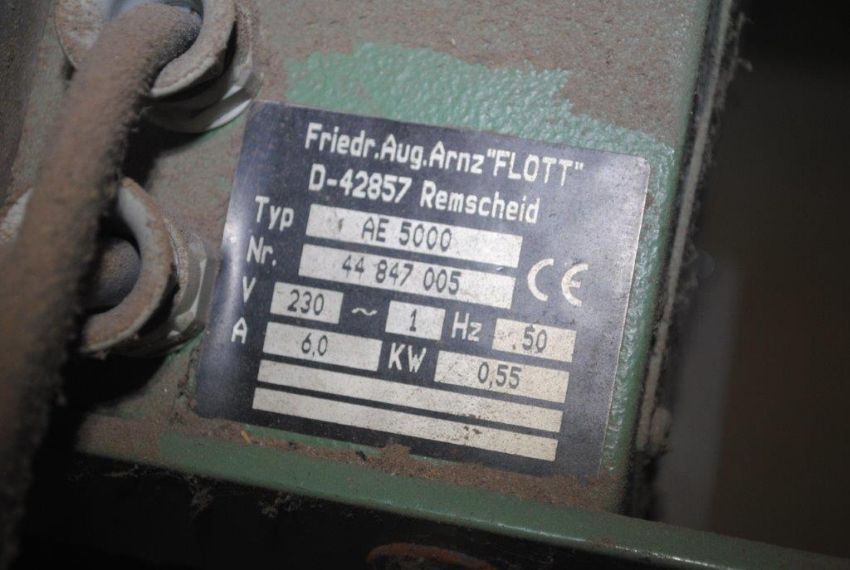 Friedr.Aug.Arnz "FLOTT"
D-42857 Remscheid
Typ AE 5000
Nr. 44 847 005 CE
V 230 ~ 1 Hz 50
A 6,0 KW 0,55